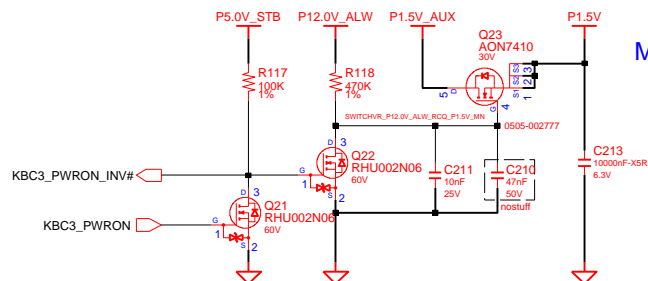 P5.0V_STB
P12.0V_ALW
P1.5V_AUX
P1.5V
Q23
AON7410
30V
M
R117
100K
1%
R118
470K
1%
5
D
S3
3
S2
2
S1
1
G
4
SWITCHVR_P12.0V_ALW_RCQ_P1.5V_MN
0505-002777
D
3
Q22
RHU002N06
60V
G
1
S
2
C211
10nF
25V
C210
47nF
50V
nostuff
C213
10000nF-X5R
6.3V
KBC3_PWRON_INV#
D
3
Q21
RHU002N06
60V
KBC3_PWRON
G
1
S
2